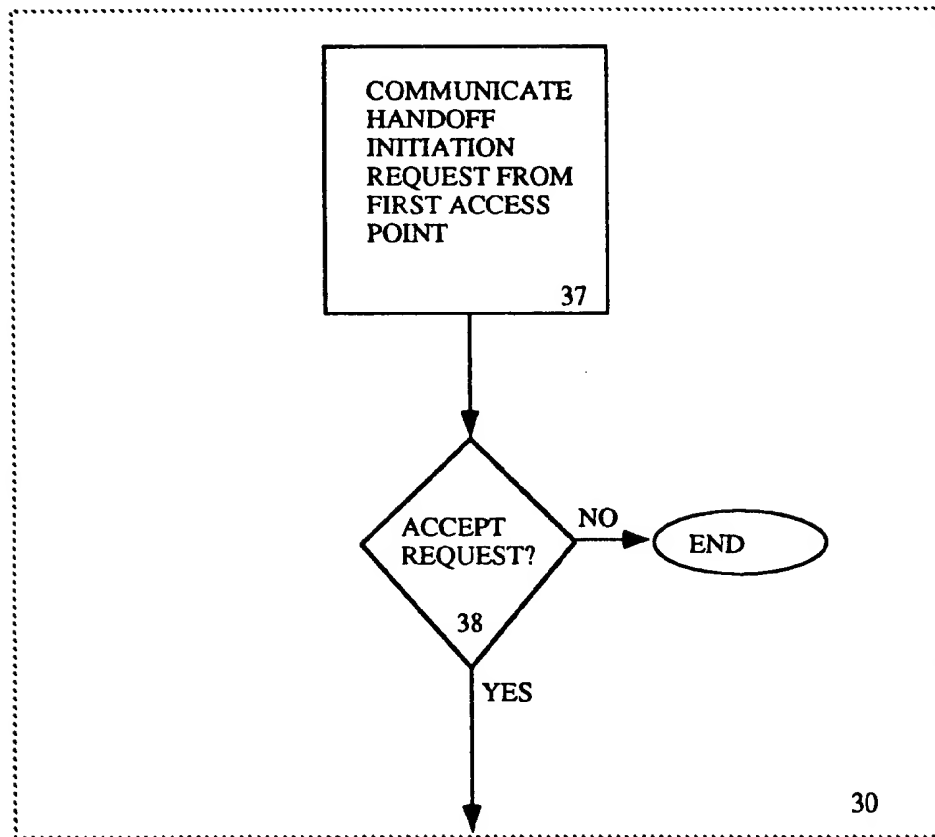 COMMUNICATE
HANDOFF
INITIATION
REQUEST FROM
FIRST ACCESS
POINT
37
ACCEPT
REQUEST?
38
NO
END
YES
30